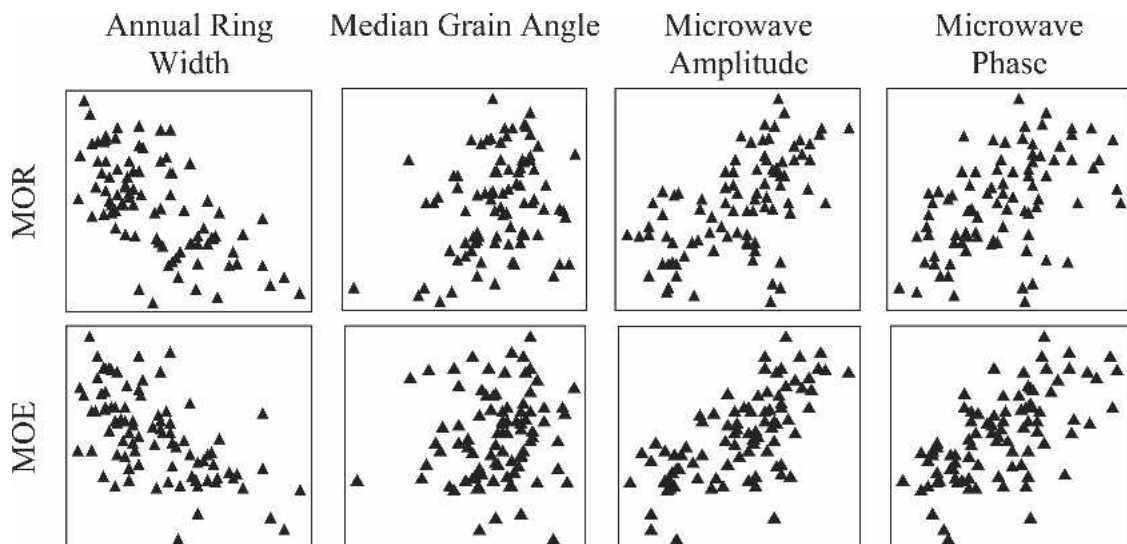 Annual Ring
Width
Median Grain Angle
Microwave
Amplitude
Microwave
Phase
MOR
MOE